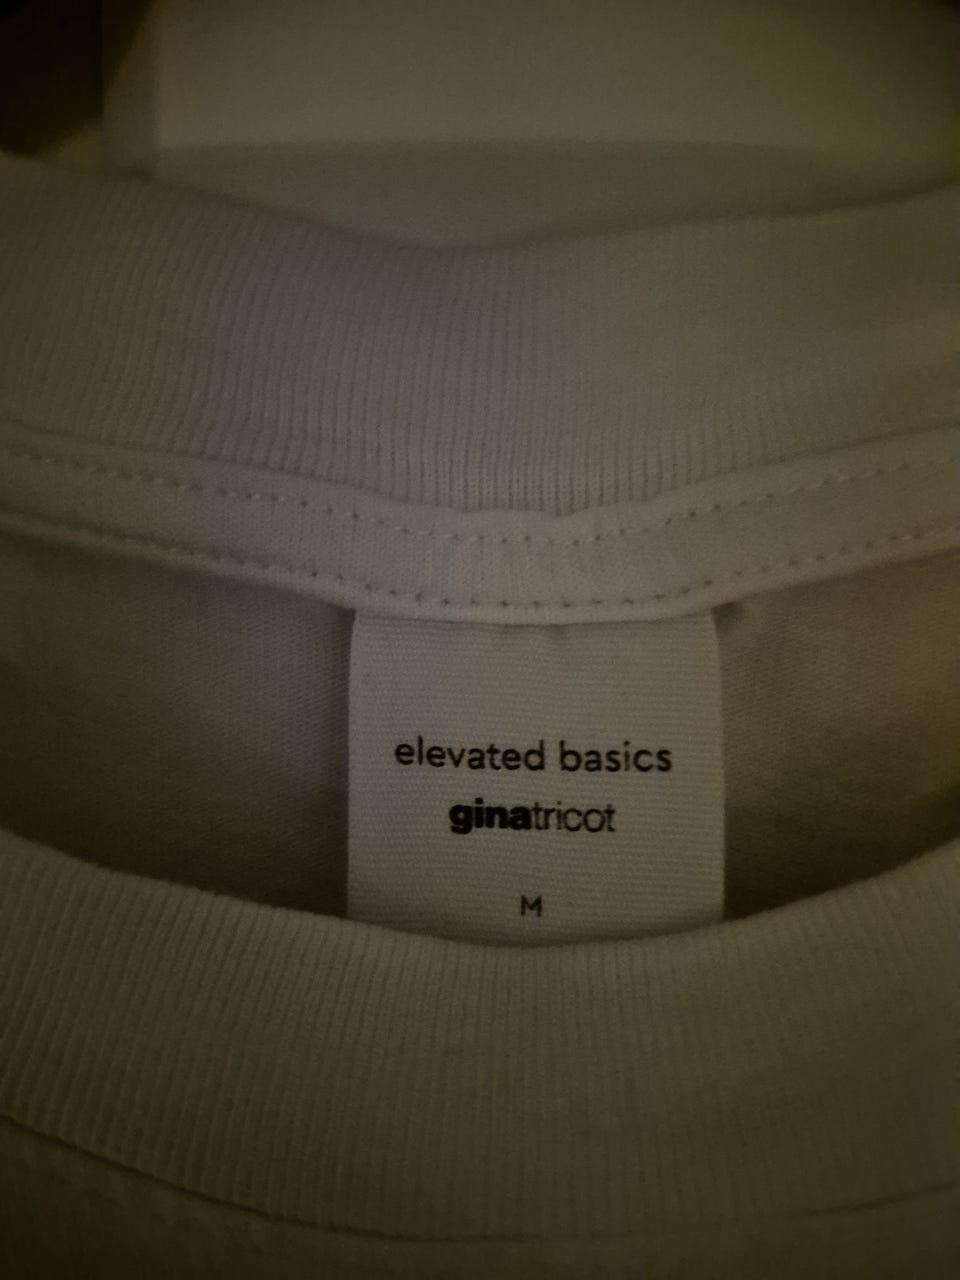 elevated basics
ginatricot
M